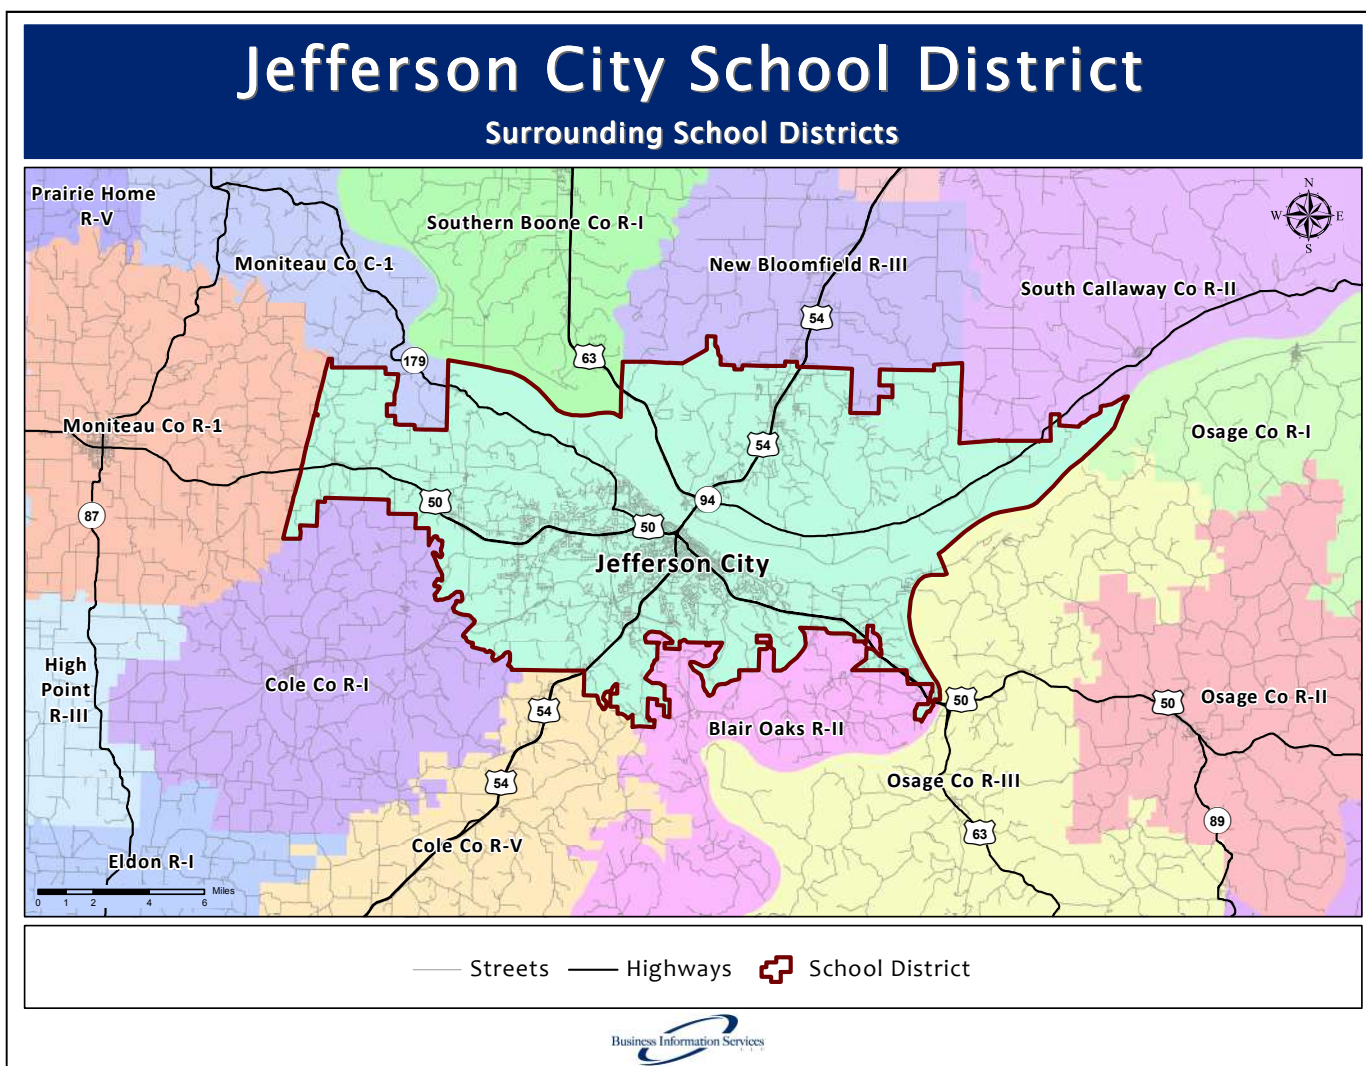 Jefferson City School District
Surrounding School Districts
Prairie Home
R-V
Southern Boone Co R-I
Moniteau Co C-1
New Bloomfield R-III
South Callaway Co R-II
N
W
E
S
54
63
179
Moniteau Co R-1
Osage Co R-I
54
50
94
87
50
Jefferson City
High
Point
R-III
Cole Co R-I
54
50
50
Osage Co R-II
Blair Oaks R-II
54
Osage Co R-III
63
89
Cole Co R-V
Eldon R-I
Miles
0 1 2 4 6
Streets
Highways
School District
Business Information Services